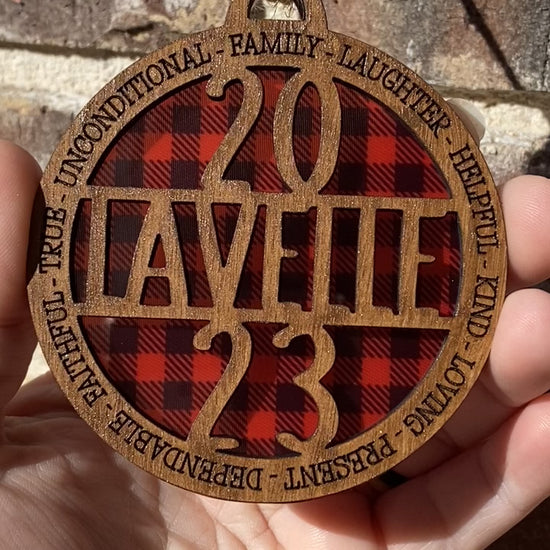 - FAMILY - LAUGHTER - HELPFUL - KIND - LOVING - PRESENT - DEPENDABLE - FAITHFUL - TRUE - UNCONDITIONAL
20
LAVELLE
23